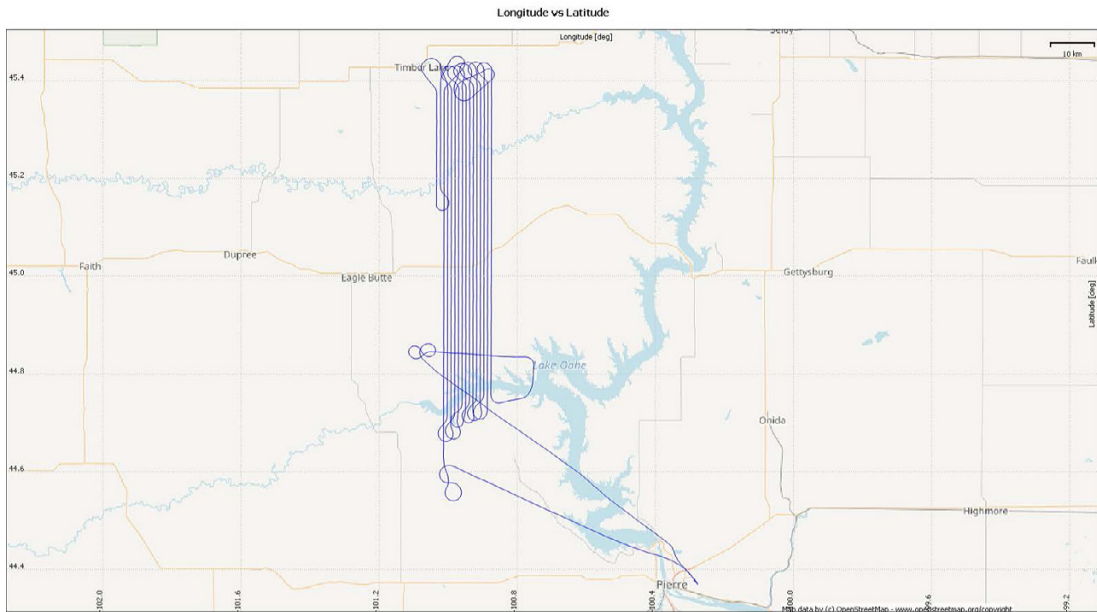 Longitude vs Latitude
Longitude [deg]
10 km
45.4
Timber Lake
45.2
Dupree
Faith
45.0
Eagle Butte
Gettysburg
Faulk
Latitude [deg]
44.8
Lake Oahe
Onida
44.6
Highmore
44.4
Pierre
-102.0
-101.6
-101.2
-100.8
-100.4
-100.0
-99.6
-99.2
Map data by (c) OpenStreetMap - www.openstreetmap.org/copyright